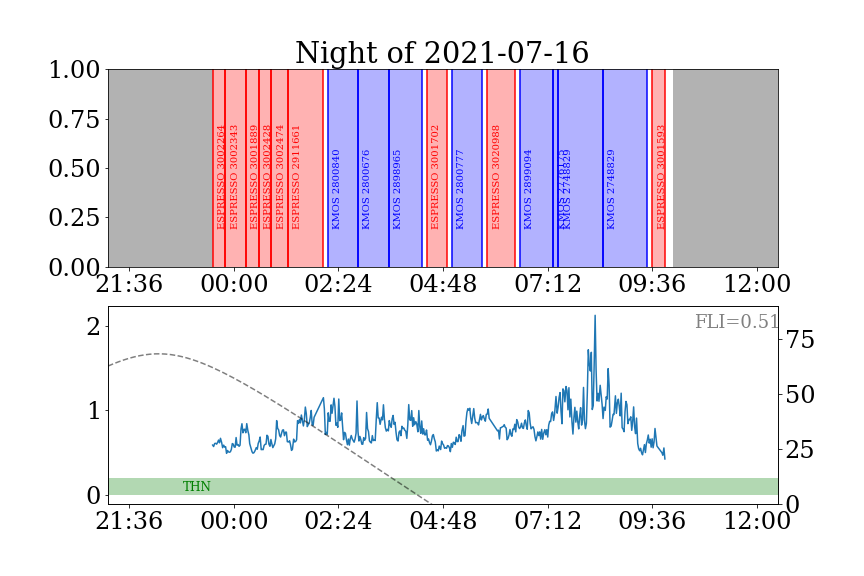 Night of 2021-07-16
1.00
0.75
0.50
0.25
0.00
ESPRESSO 3002264
ESPRESSO 3002343
ESPRESSO 3001889
ESPRESSO 3002428
ESPRESSO 3002474
ESPRESSO 2911661
KMOS 2800840
KMOS 2800676
KMOS 2898965
ESPRESSO 3001702
KMOS 2800777
ESPRESSO 3020988
KMOS 2899094
KMOS 2748829
KMOS 2748829
ESPRESSO 3001593
21:36 00:00 02:24 04:48 07:12 09:36 12:00
FLI=0.51
2
1
0
75
50
25
0
THN
21:36 00:00 02:24 04:48 07:12 09:36 12:00